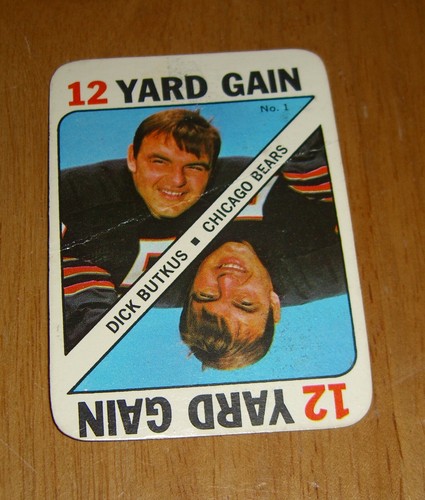 12 YARD GAIN
No. 1
DICK BUTKUS ■ CHICAGO BEARS
12 YARD GAIN